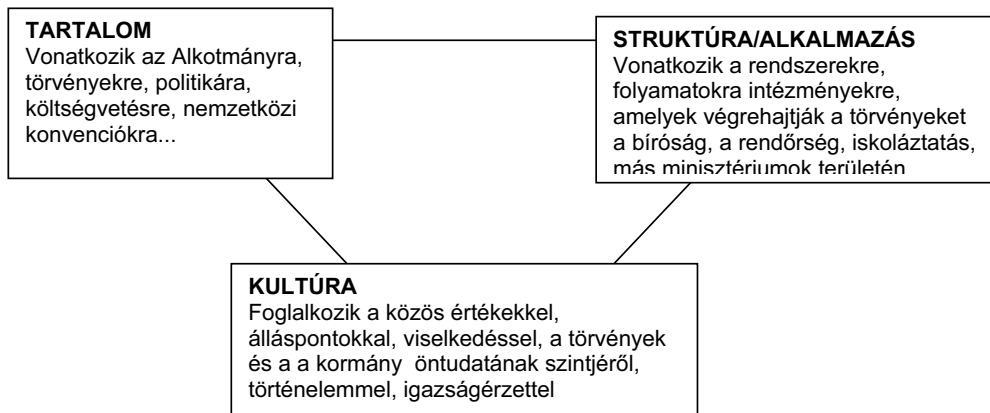 TARTALOM
Vonatkozik az Alkotmányra,
törvényekre, politikára,
költségvetésre, nemzetközi
konvenciókra...
STRUKTÚRA/ALKALMAZÁS
Vonatkozik a rendszerekre,
folyamatokra intézményekre,
amelyek végrehajtják a törvényeket
a bíróság, a rendőrség, iskoláztatás,
más minisztériumok területén
KULTÚRA
Foglalkozik a közös értékekkel,
álláspontokkal, viselkedéssel, a törvények
és a a kormány öntudatának szintjéről,
történelemmel, igazságérzettel